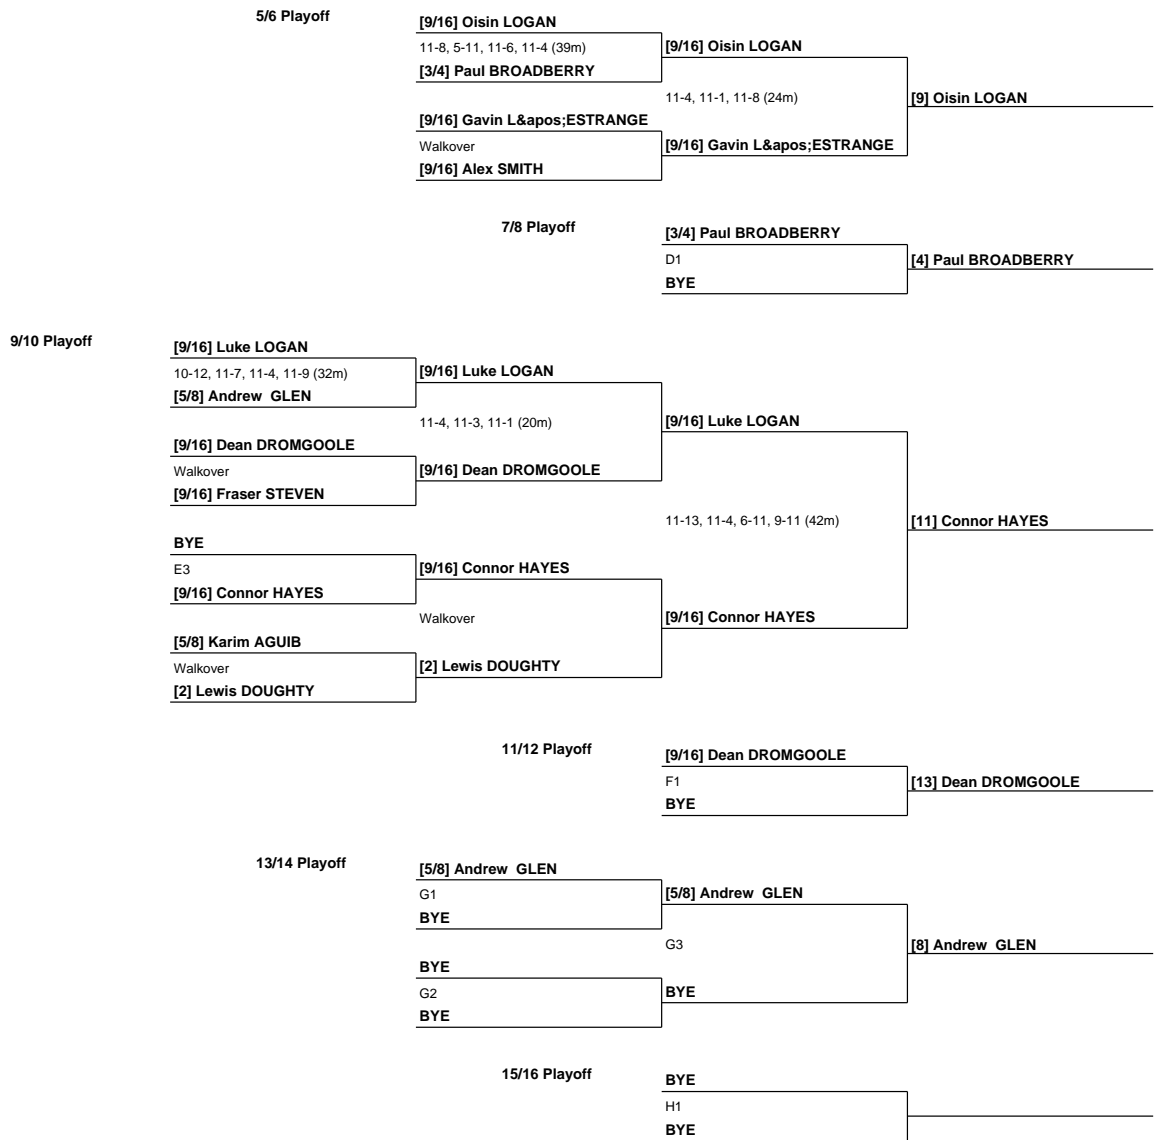 5/6 Playoff
[9/16] Oisin LOGAN
11-8, 5-11, 11-6, 11-4 (39m)
[3/4] Paul BROADBERRY
[9/16] Oisin LOGAN
11-4, 11-1, 11-8 (24m)
[9] Oisin LOGAN
[9/16] Gavin L&apos;ESTRANGE
Walkover
[9/16] Alex SMITH
[9/16] Gavin L&apos;ESTRANGE
7/8 Playoff
[3/4] Paul BROADBERRY
D1
BYE
[4] Paul BROADBERRY
9/10 Playoff
[9/16] Luke LOGAN
10-12, 11-7, 11-4, 11-9 (32m)
[5/8] Andrew  GLEN
[9/16] Luke LOGAN
11-4, 11-3, 11-1 (20m)
[9/16] Luke LOGAN
[9/16] Dean DROMGOOLE
Walkover
[9/16] Fraser STEVEN
[9/16] Dean DROMGOOLE
11-13, 11-4, 6-11, 9-11 (42m)
[11] Connor HAYES
BYE
E3
[9/16] Connor HAYES
[9/16] Connor HAYES
Walkover
[9/16] Connor HAYES
[5/8] Karim AGUIB
Walkover
[2] Lewis DOUGHTY
[2] Lewis DOUGHTY
11/12 Playoff
[9/16] Dean DROMGOOLE
F1
BYE
[13] Dean DROMGOOLE
13/14 Playoff
[5/8] Andrew  GLEN
G1
BYE
[5/8] Andrew  GLEN
G3
[8] Andrew  GLEN
BYE
G2
BYE
BYE
15/16 Playoff
BYE
H1
BYE